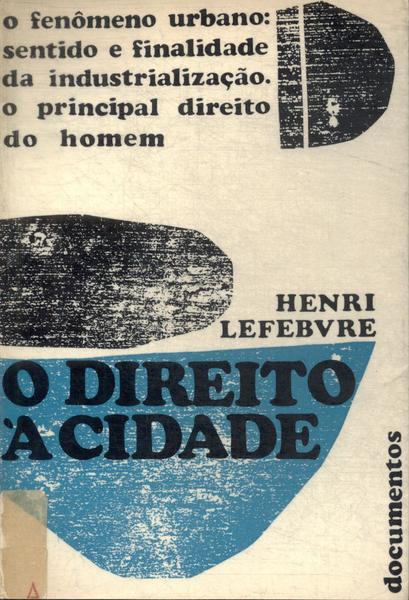 o fenômeno urbano:
sentido e finalidade
da industrialização.
o principal direito
do homem
HENRI
LEFEBVRE
O DIREITO
À CIDADE
documentos
A